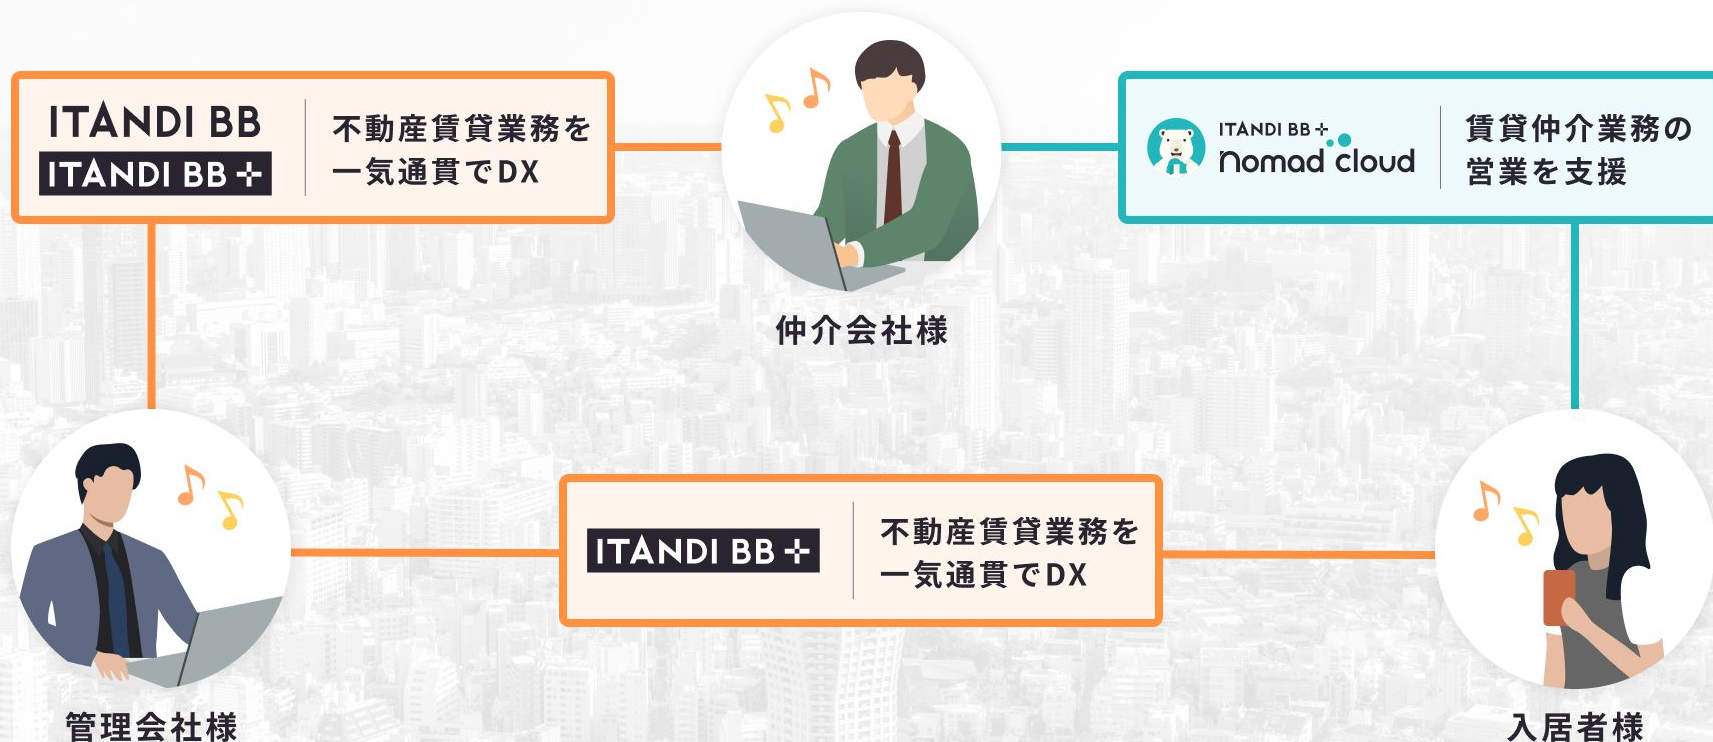 ITANDI BB
ITANDI BB+
不動産賃貸業務を
一気通貫でDX
ITANDI BB+
nomad cloud
賃貸仲介業務の
営業を支援
仲介会社様
ITANDI BB+
不動産賃貸業務を
一気通貫でDX
管理会社様
入居者様